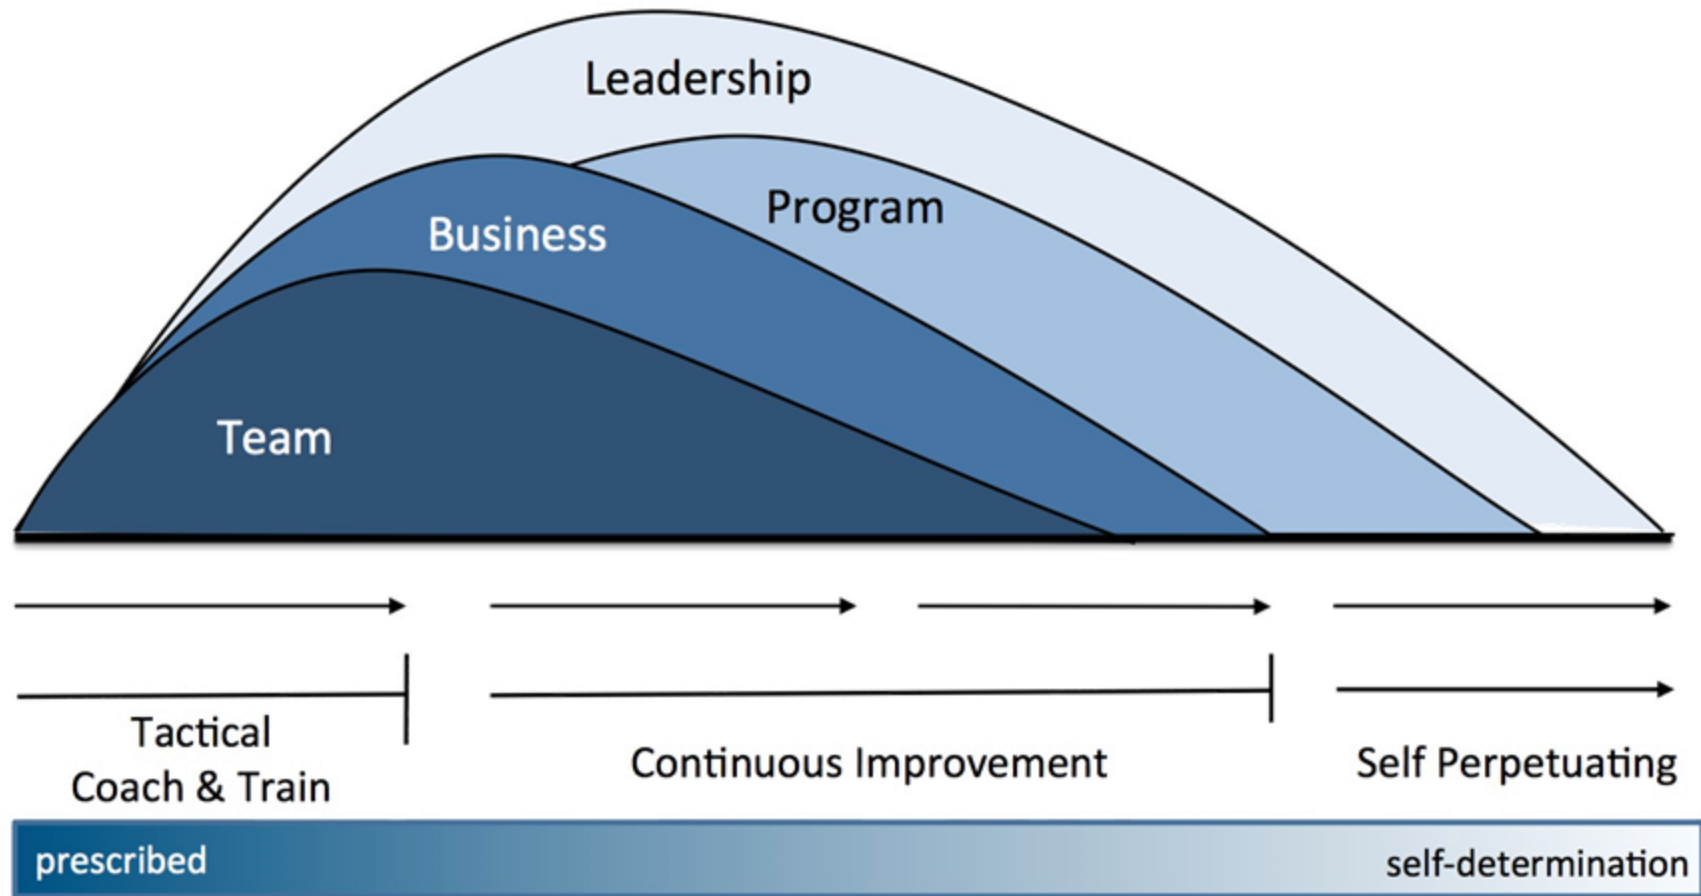 Leadership
Program
Business
Team
Tactical
Coach & Train
Continuous Improvement
Self Perpetuating
prescribed
self-determination